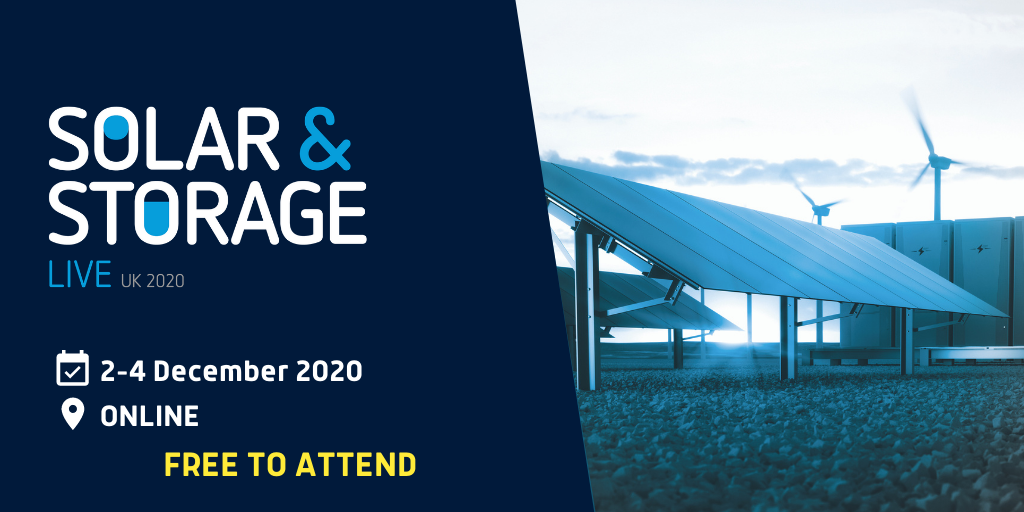 SOLAR &
STORAGE
LIVE UK 2020
2-4 December 2020
ONLINE
FREE TO ATTEND